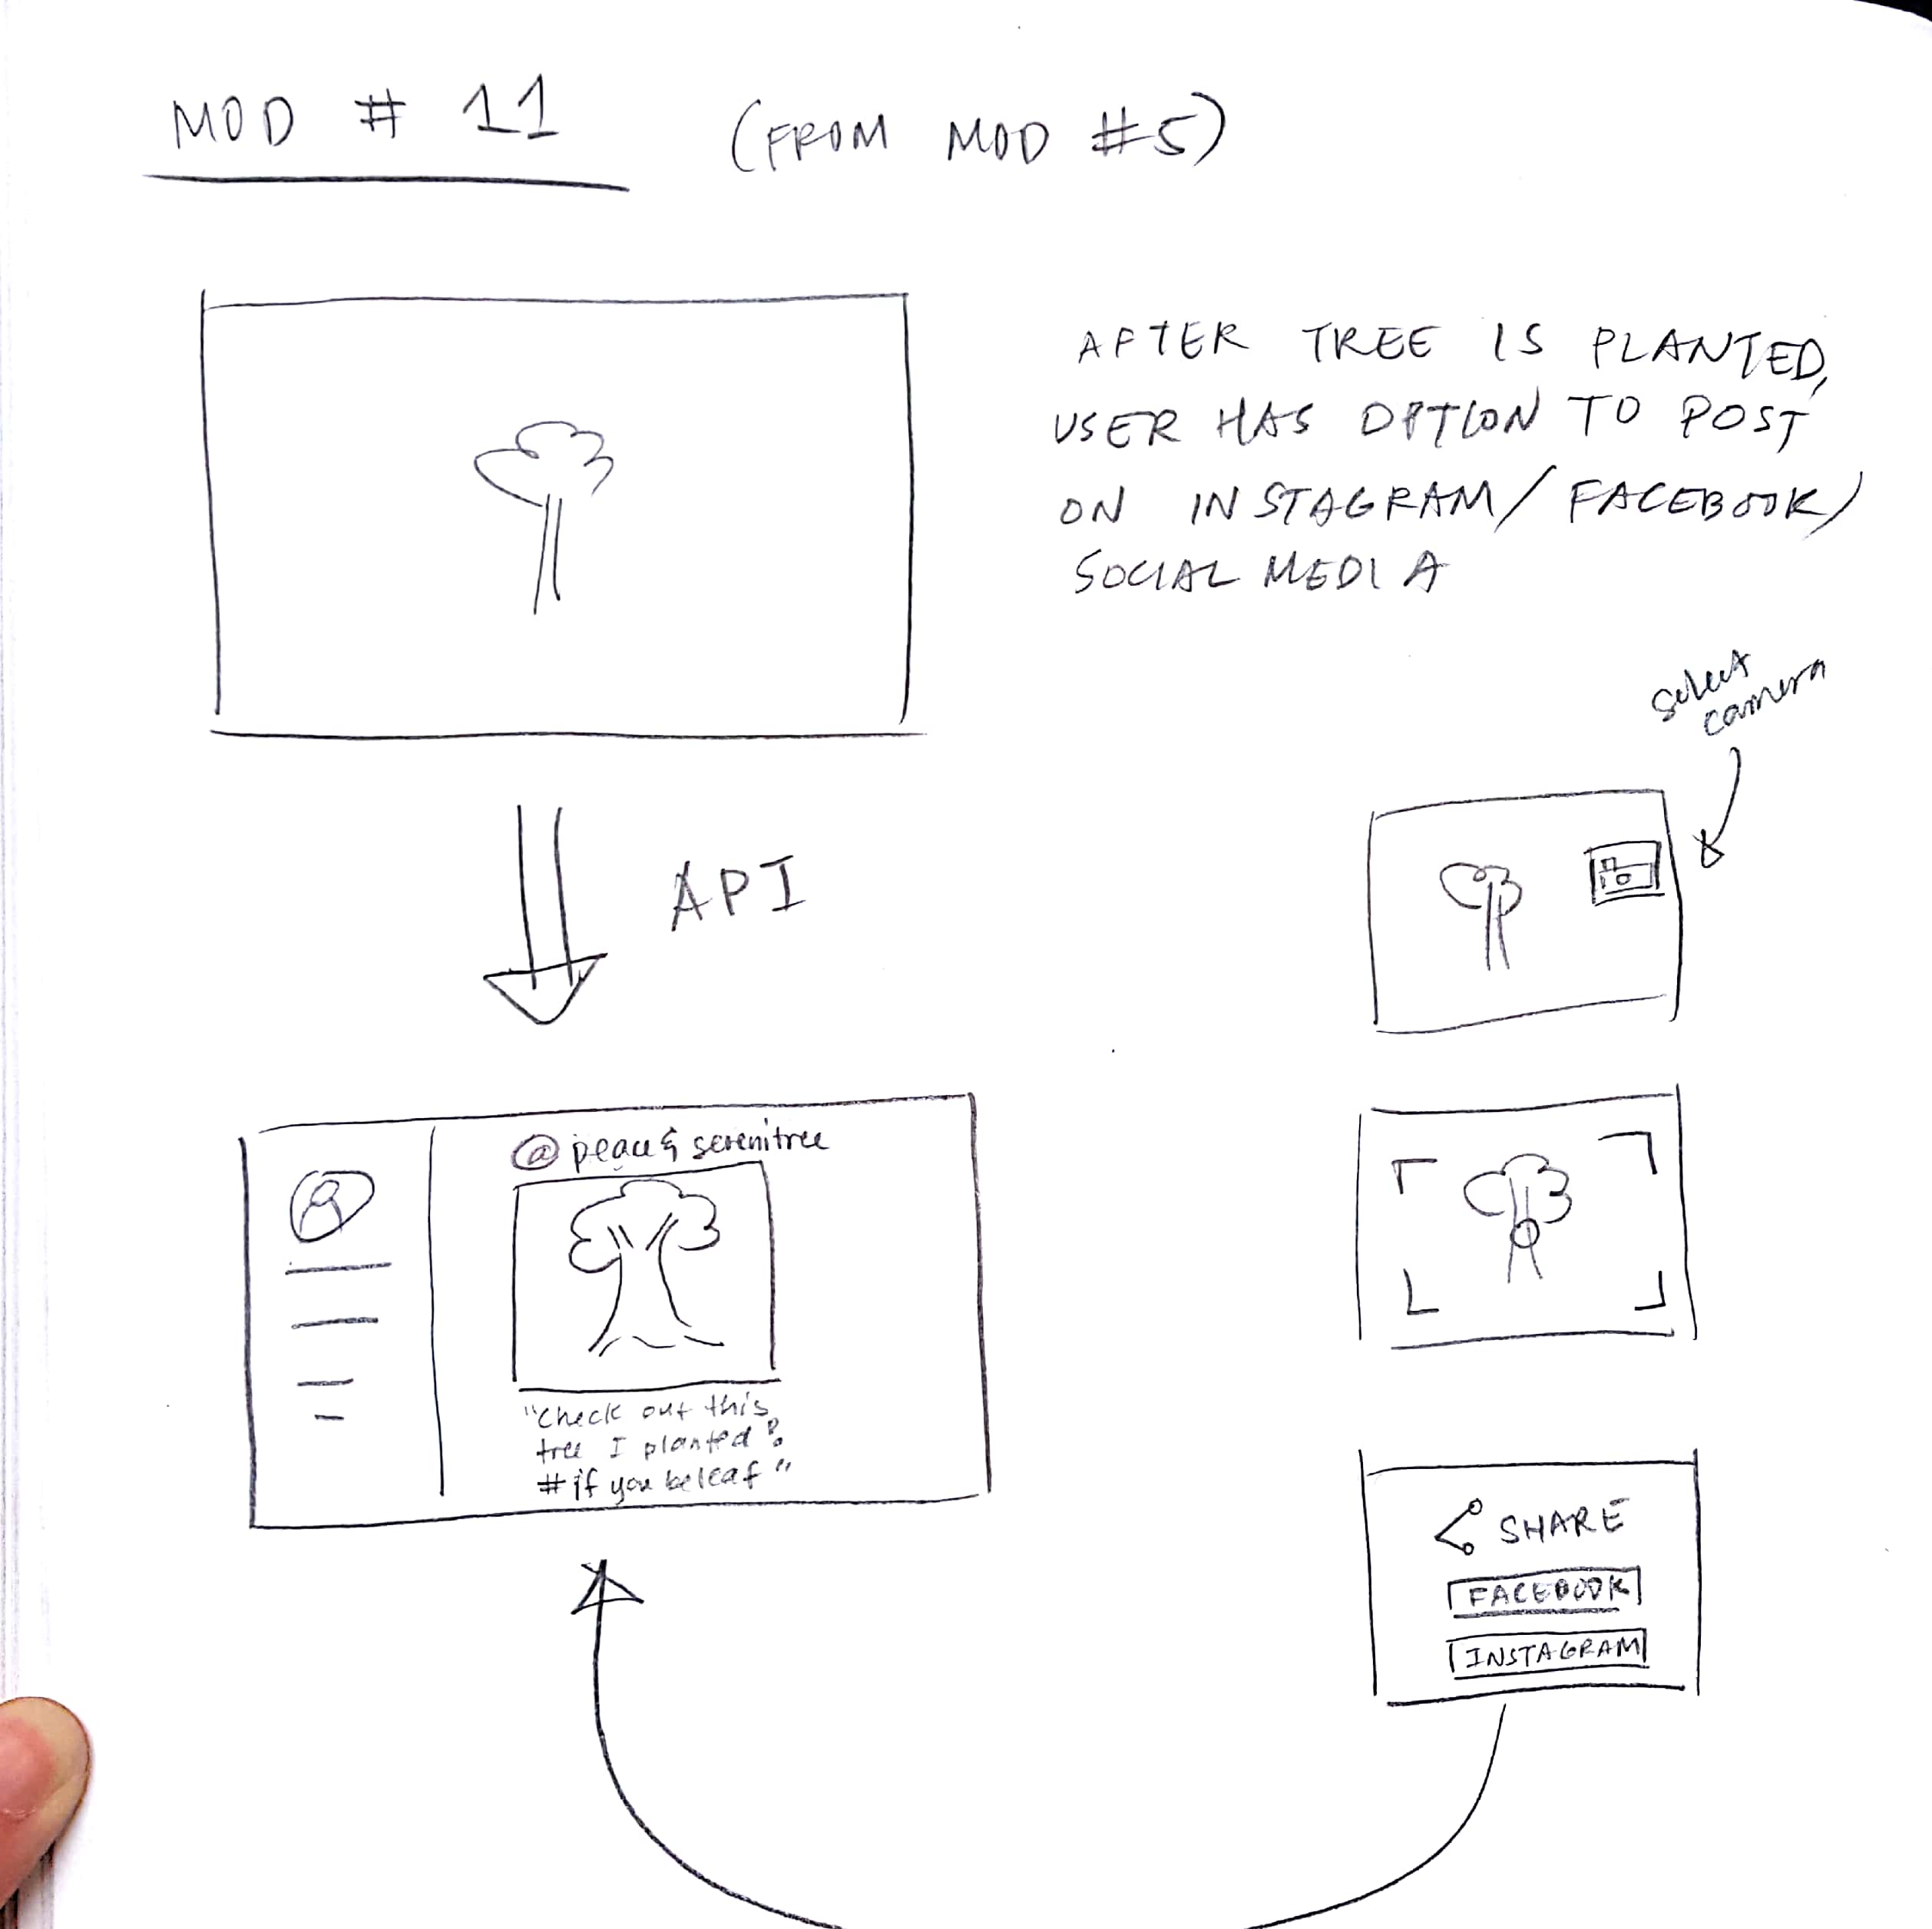 MOD # 11 (FROM MOD #5)
AFTER TREE IS PLANTED,
USER HAS OPTION TO POST
ON INSTAGRAM/FACEBOOK/
SOCIAL MEDIA
API
select
camera
@peace & serenitree
"Check out this
tree I planted!
#if you beleaf"
SHARE
FACEBOOK
INSTAGRAM